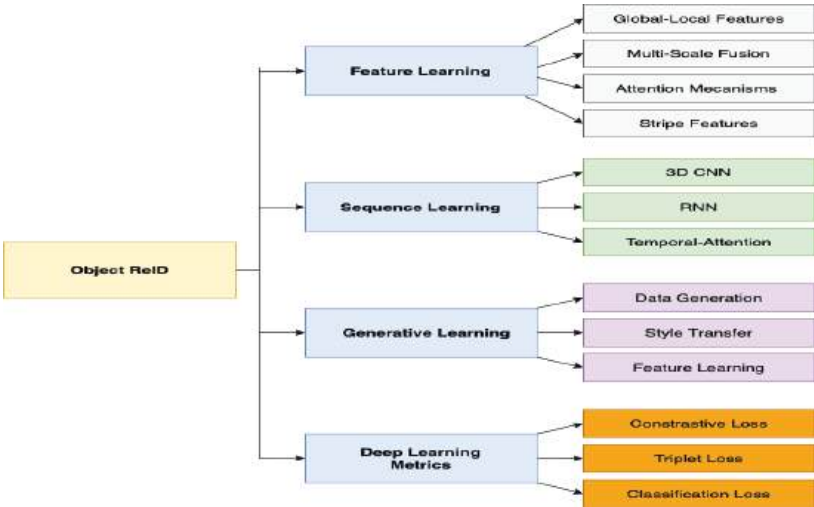 Object ReID
Feature Learning
Global-Local Features
Multi-Scale Fusion
Attention Mecanisms
Stripe Features
Sequence Learning
3D CNN
RNN
Temporal-Attention
Generative Learning
Data Generation
Style Transfer
Feature Learning
Deep Learning
Metrics
Constrastive Loss
Triplet Loss
Classification Loss